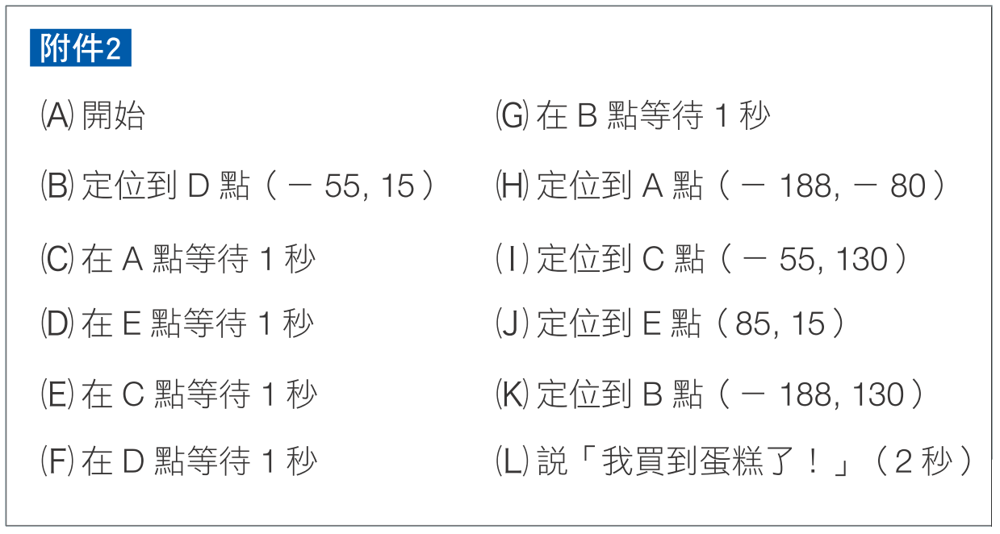 附件2
(A) 開始
(B) 定位到 D 點（－ 55, 15）
(C) 在 A 點等待 1 秒
(D) 在 E 點等待 1 秒
(E) 在 C 點等待 1 秒
(F) 在 D 點等待 1 秒
(G) 在 B 點等待 1 秒
(H) 定位到 A 點（－ 188, － 80）
(I) 定位到 C 點（－ 55, 130）
(J) 定位到 E 點（85, 15）
(K) 定位到 B 點（－ 188, 130）
(L) 說「我買到蛋糕了！」（2 秒）